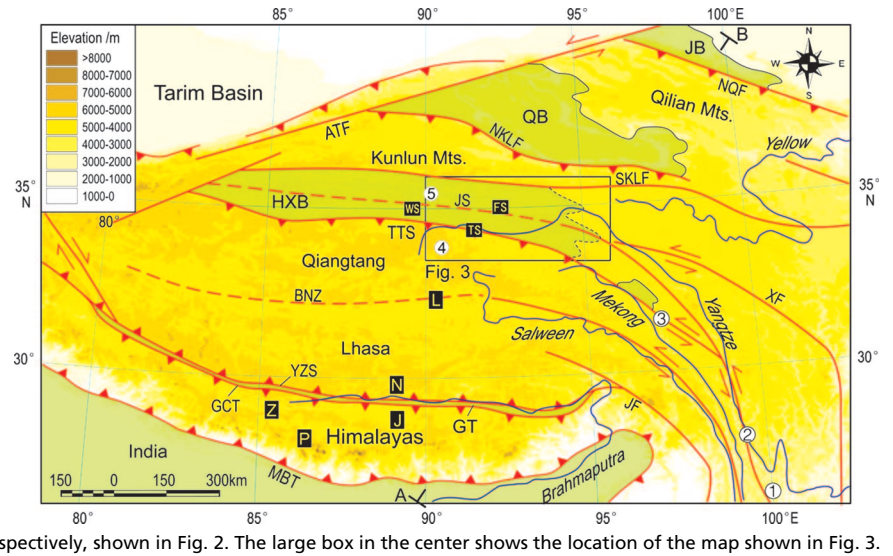 85°
90°
95°
100°E
Elevation /m
>8000
8000-7000
7000-6000
6000-5000
5000-4000
4000-3000
3000-2000
2000-1000
1000-0
B
N
W
E
S
JB
NQF
Tarim Basin
Qilian Mts.
QB
ATF
NKLF
Yellow
Kunlun Mts.
SKLF
35°
N
35°
N
80°
HXB
5
JS
WS
FS
TTS
TS
4
Qiangtang
Fig. 3
BNZ
L
Mekong
3
Yangtze
XF
Salween
Lhasa
30°
30°
YZS
N
GCT
Z
J
GT
JF
P
Himalayas
2
India
150 0 150 300km
MBT
A
Brahmaputra
1
80°
85°
90°
95°
100°E
spectively, shown in Fig. 2. The large box in the center shows the location of the map shown in Fig. 3.